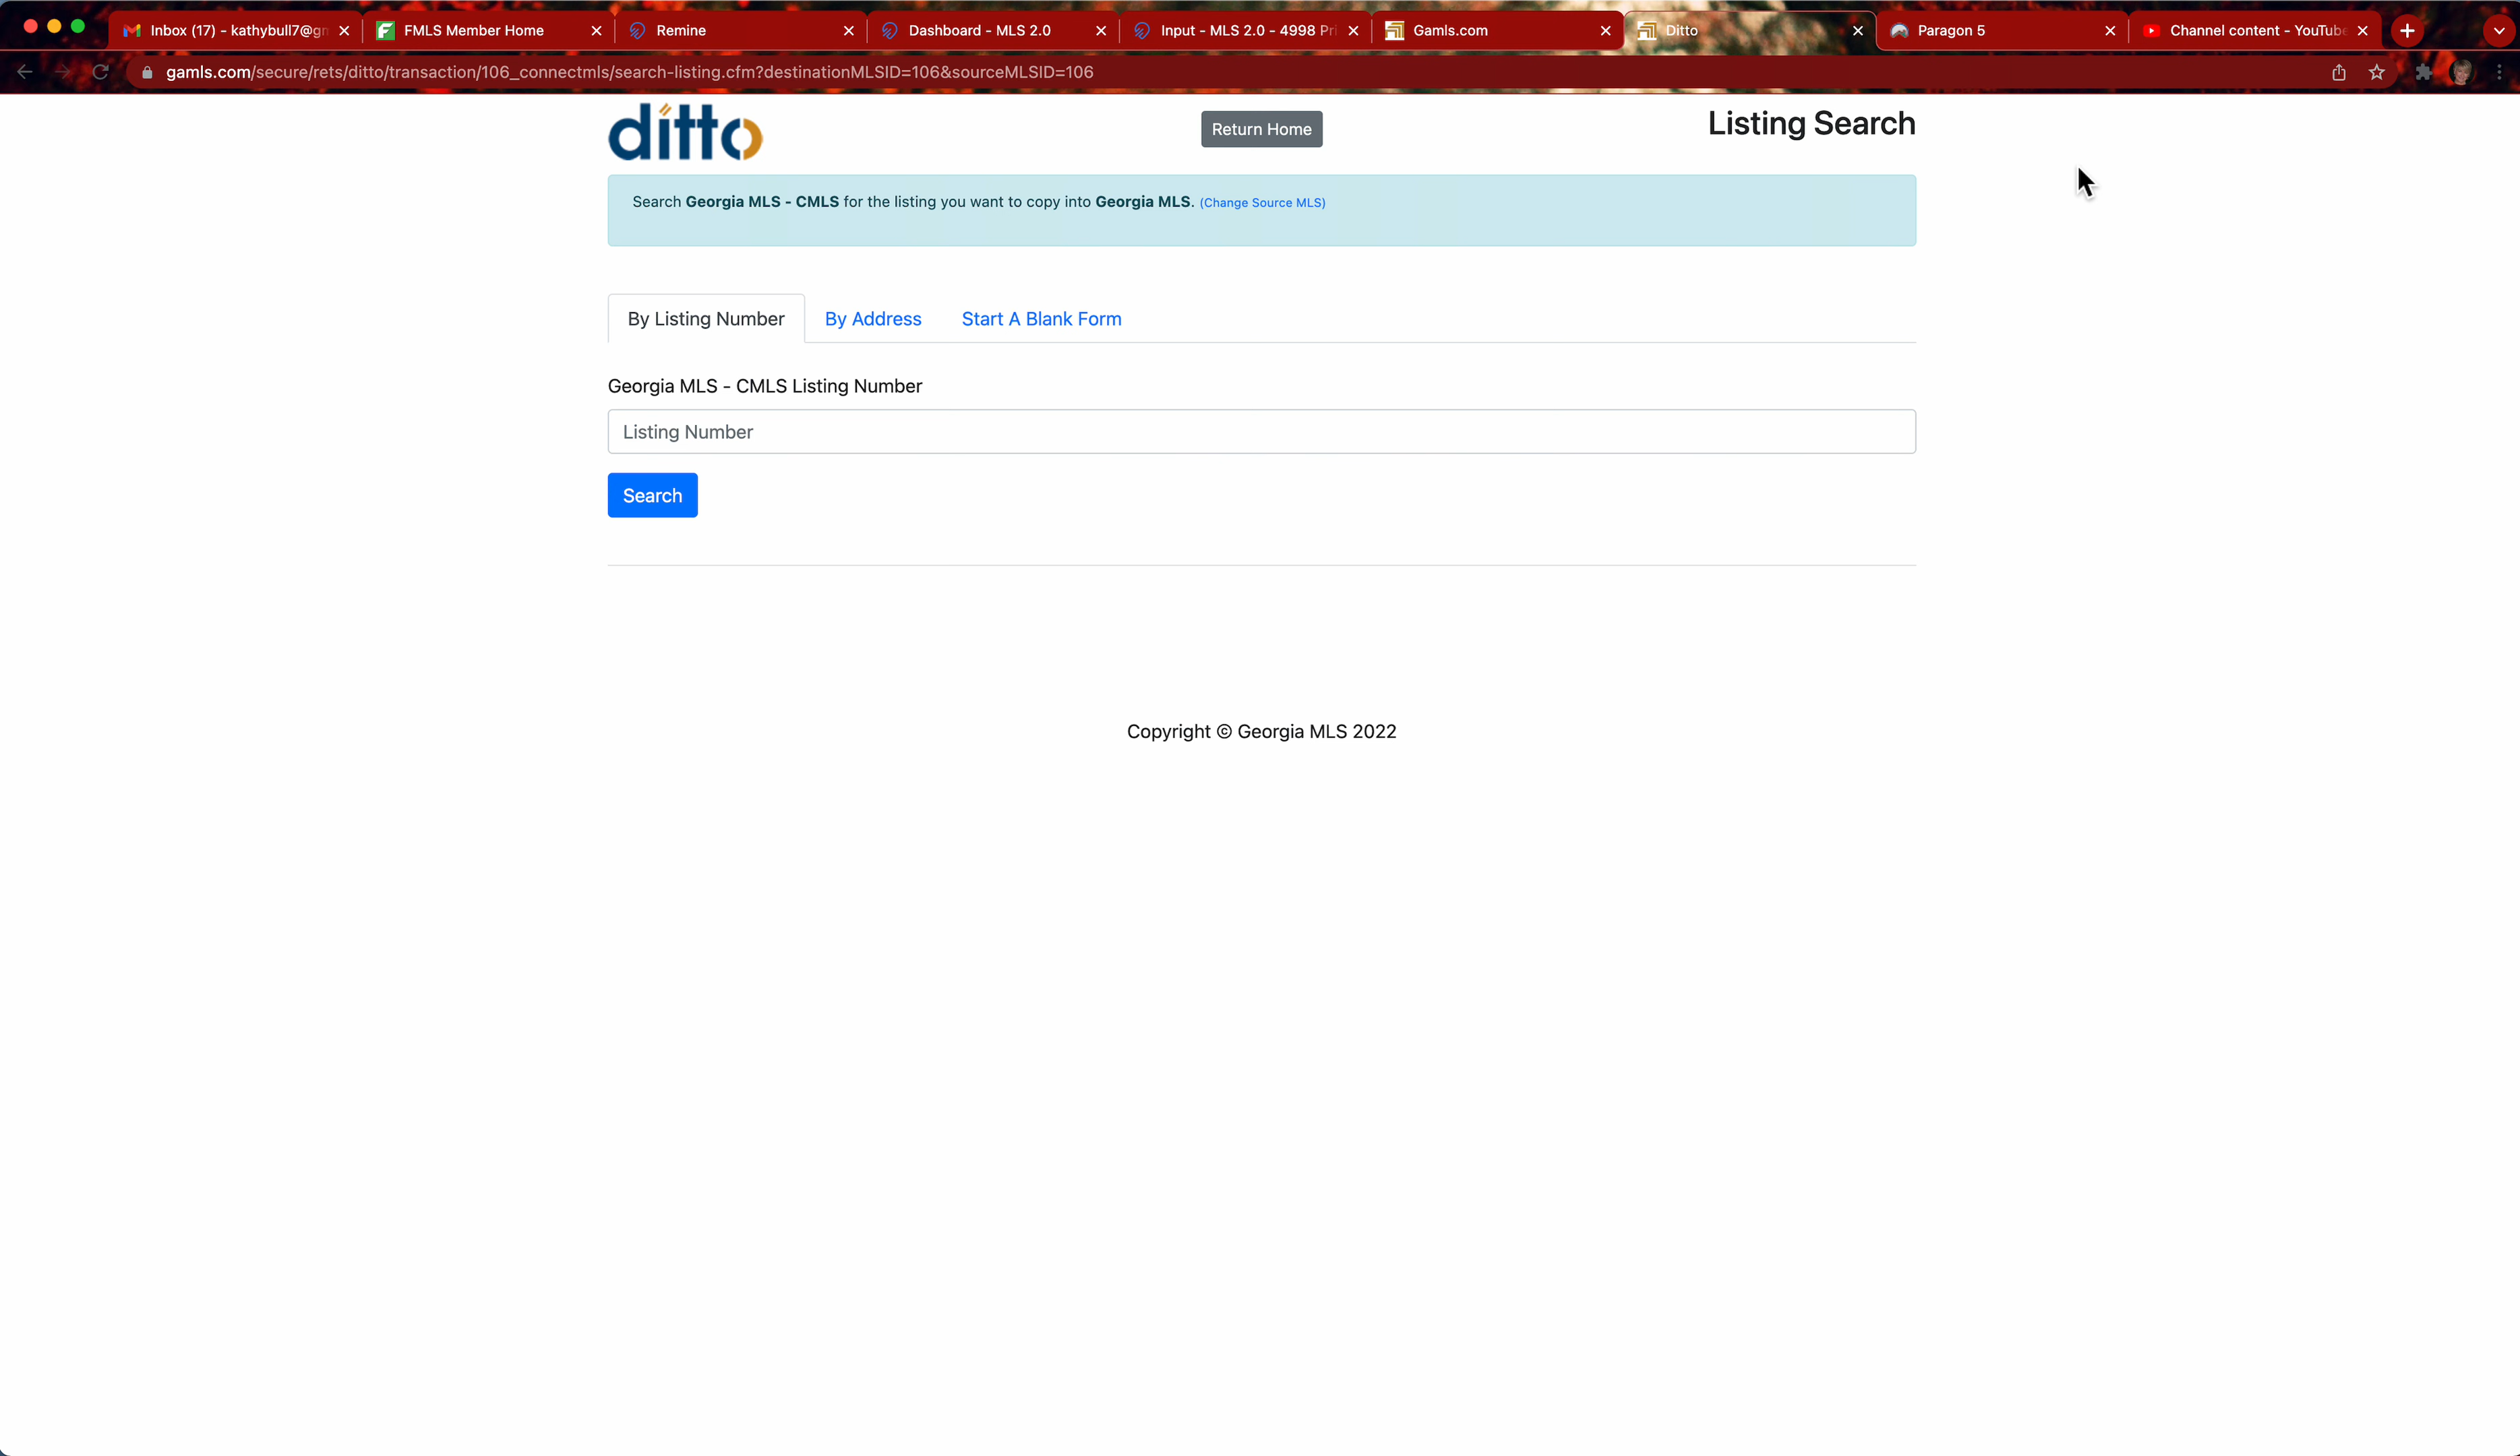 Inbox (17) - kathybull7@gm
FMLS Member Home
Remine
Dashboard - MLS 2.0
Input - MLS 2.0 - 4998 Pri
Gamls.com
Ditto
Paragon 5
Channel content - YouTube
gamls.com/secure/rets/ditto/transaction/106_connectmls/search-listing.cfm?destinationMLSID=106&sourceMLSID=106
ditto
Return Home
Listing Search
Search Georgia MLS - CMLS for the listing you want to copy into Georgia MLS. (Change Source MLS)
By Listing Number
By Address
Start A Blank Form
Georgia MLS - CMLS Listing Number
Listing Number
Search
Copyright © Georgia MLS 2022